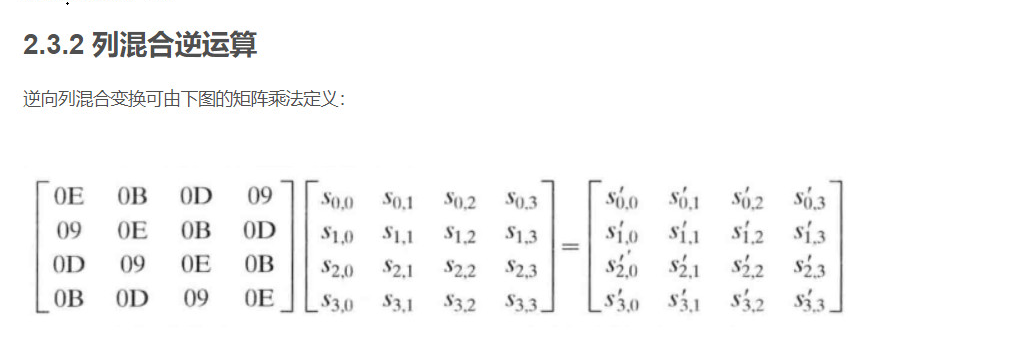 2.3.2 列混合逆运算
逆向列混合变换可由下图的矩阵乘法定义：
0E 0B 0D 09 s0,0 s0,1 s0,2 s0,3 s′0,0 s′0,1 s′0,2 s′0,3
09 0E 0B 0D s1,0 s1,1 s1,2 s1,3 = s′1,0 s′1,1 s′1,2 s′1,3
0D 09 0E 0B s2,0 s2,1 s2,2 s2,3 s′2,0 s′2,1 s′2,2 s′2,3
0B 0D 09 0E s3,0 s3,1 s3,2 s3,3 s′3,0 s′3,1 s′3,2 s′3,3